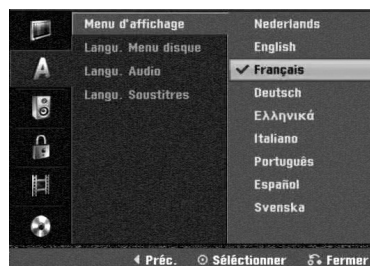 Menu d'affichage
Langu. Menu disque
Langu. Audio
Langu. Soustitres
Nederlands
English
Français
Deutsch
Ελληνικά
Italiano
Português
Español
Svenska
A
Préc. Sélectionner Fermer